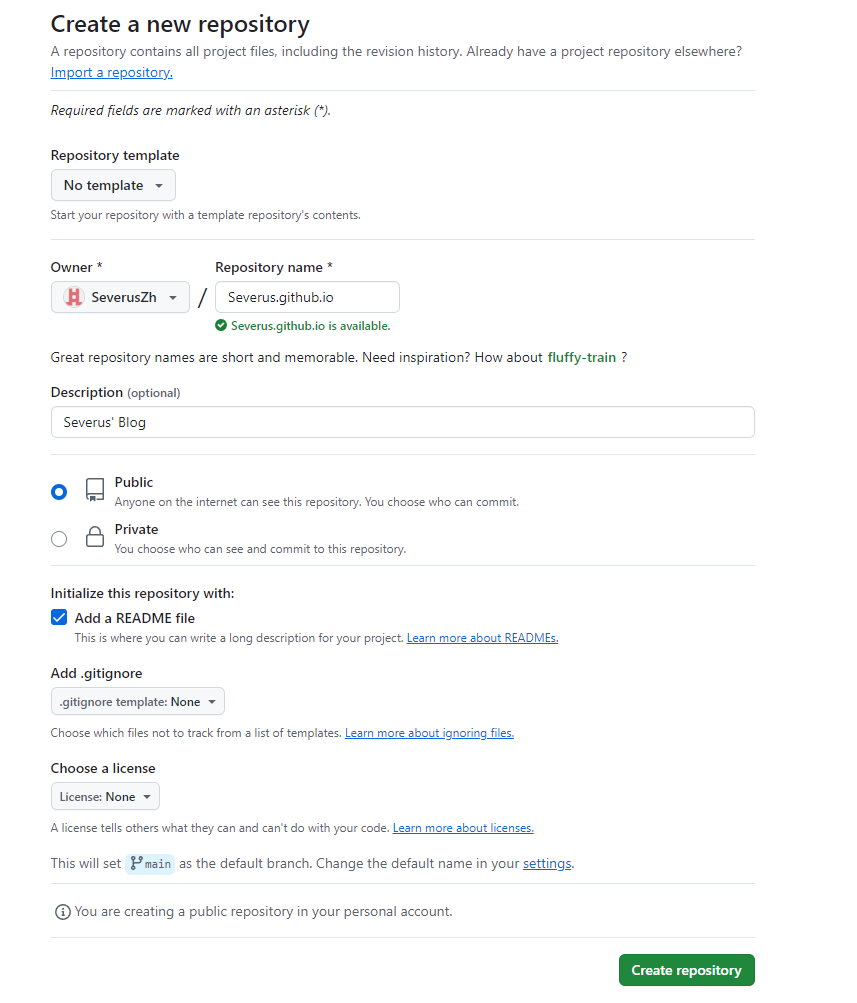 Create a new repository
A repository contains all project files, including the revision history. Already have a project repository elsewhere?
Import a repository.
Required fields are marked with an asterisk (*).
Repository template
No template
Start your repository with a template repository's contents.
Owner *
Repository name *
SeverusZh
/
Severus.github.io
Severus.github.io is available.
Great repository names are short and memorable. Need inspiration? How about fluffy-train ?
Description (optional)
Severus' Blog
Public
Anyone on the internet can see this repository. You choose who can commit.
Private
You choose who can see and commit to this repository.
Initialize this repository with:
Add a README file
This is where you can write a long description for your project. Learn more about READMEs.
Add .gitignore
.gitignore template: None
Choose which files not to track from a list of templates. Learn more about ignoring files.
Choose a license
License: None
A license tells others what they can and can't do with your code. Learn more about licenses.
This will set main as the default branch. Change the default name in your settings.
You are creating a public repository in your personal account.
Create repository